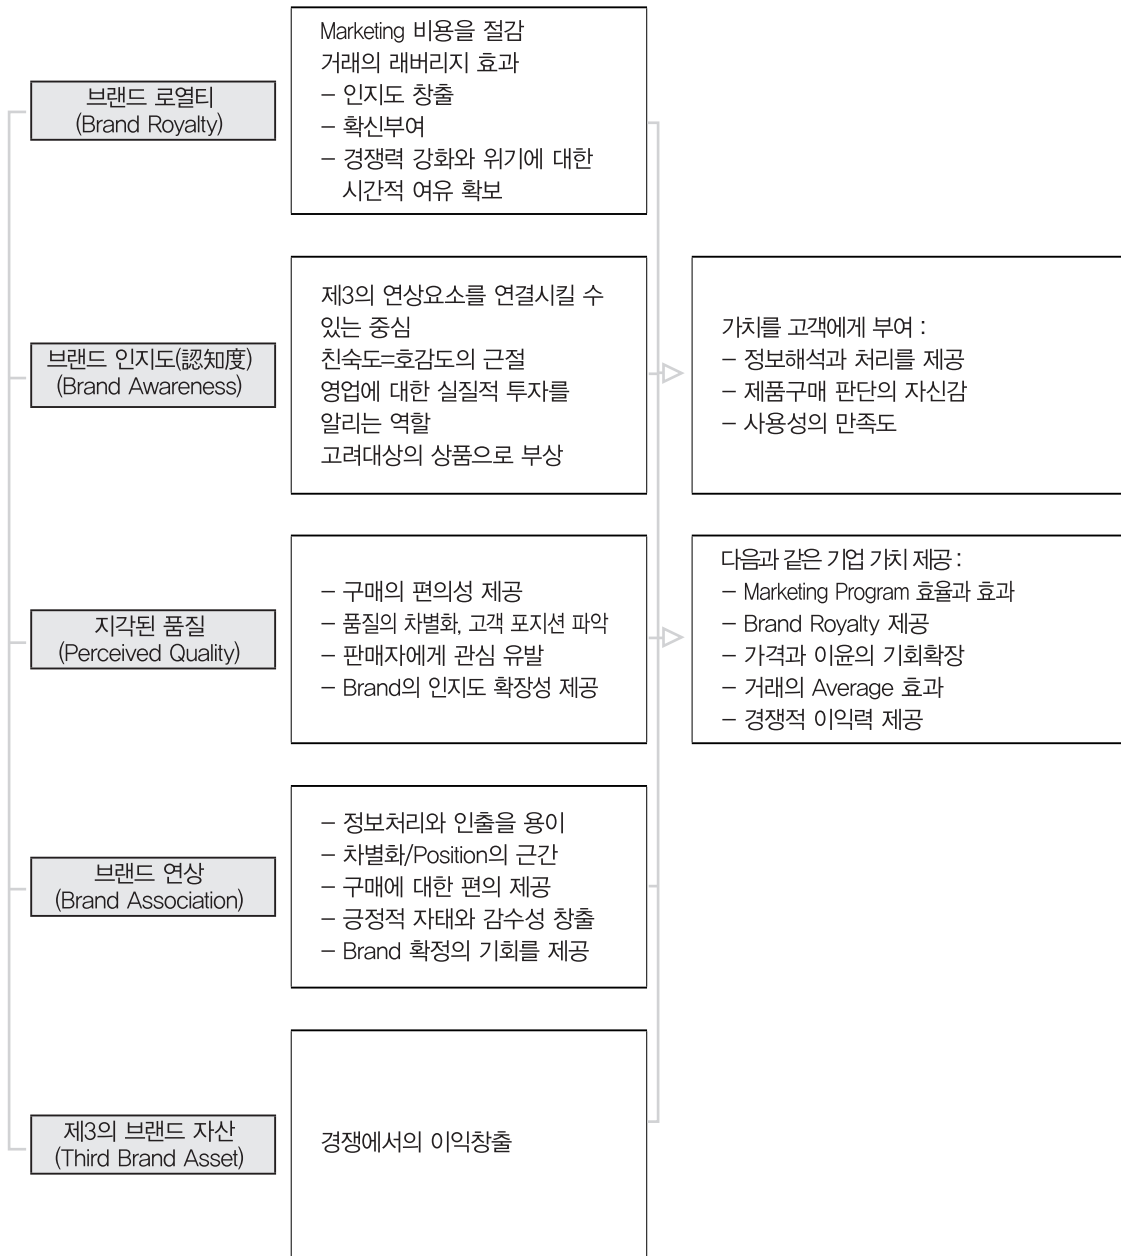 브랜드 로열티
(Brand Royalty)
Marketing 비용을 절감
거래의 래버리지 효과
– 인지도 창출
– 확신부여
– 경쟁력 강화와 위기에 대한
시간적 여유 확보
브랜드 인지도(認知度)
(Brand Awareness)
제3의 연상요소를 연결시킬 수
있는 중심
친숙도=호감도의 근절
영업에 대한 실질적 투자를
알리는 역할
고려대상의 상품으로 부상
가치를 고객에게 부여 :
– 정보해석과 처리를 제공
– 제품구매 판단의 자신감
– 사용성의 만족도
지각된 품질
(Perceived Quality)
– 구매의 편의성 제공
– 품질의 차별화, 고객 포지션 파악
– 판매자에게 관심 유발
– Brand의 인지도 확장성 제공
다음과 같은 기업 가치 제공 :
– Marketing Program 효율과 효과
– Brand Royalty 제공
– 가격과 이윤의 기회확장
– 거래의 Average 효과
– 경쟁적 이익력 제공
브랜드 연상
(Brand Association)
– 정보처리와 인출을 용이
– 차별화/Position의 근간
– 구매에 대한 편의 제공
– 긍정적 자태와 감수성 창출
– Brand 확정의 기회를 제공
제3의 브랜드 자산
(Third Brand Asset)
경쟁에서의 이익창출